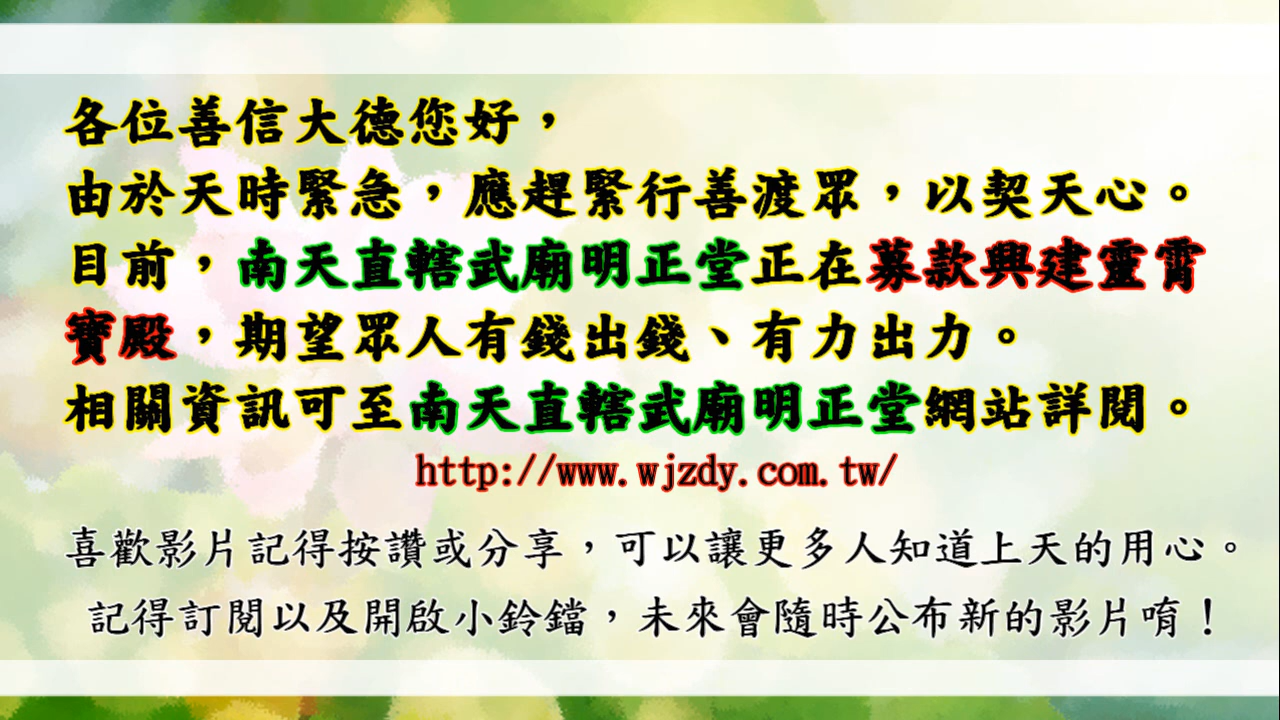 各位善信大德您好，
由於天時緊急，應趕緊行善渡眾，以契天心。
目前，南天直轄武廟明正堂正在募款興建靈霄
寶殿，期望眾人有錢出錢、有力出力。
相關資訊可至南天直轄武廟明正堂網站詳閱。
http://www.wjzdy.com.tw/
喜歡影片記得按讚或分享，可以讓更多人知道上天的用心。
記得訂閱以及開啟小鈴鐺，未來會隨時公布新的影片唷！